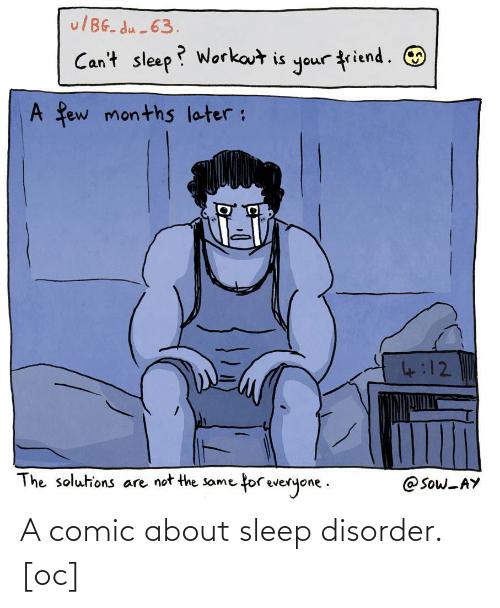 u/BG_du_63.
Can't sleep? Workout is your friend.
A few months later:
4:12
The solutions are not the same for everyone.
@SOW_AY
A comic about sleep disorder.
[oc]